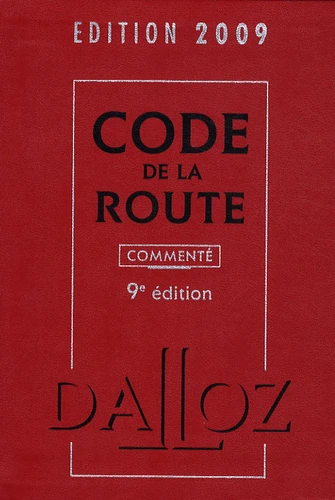 EDITION 2009
CODE
DE LA
ROUTE
COMMENTÉ
9e édition
DALLOZ